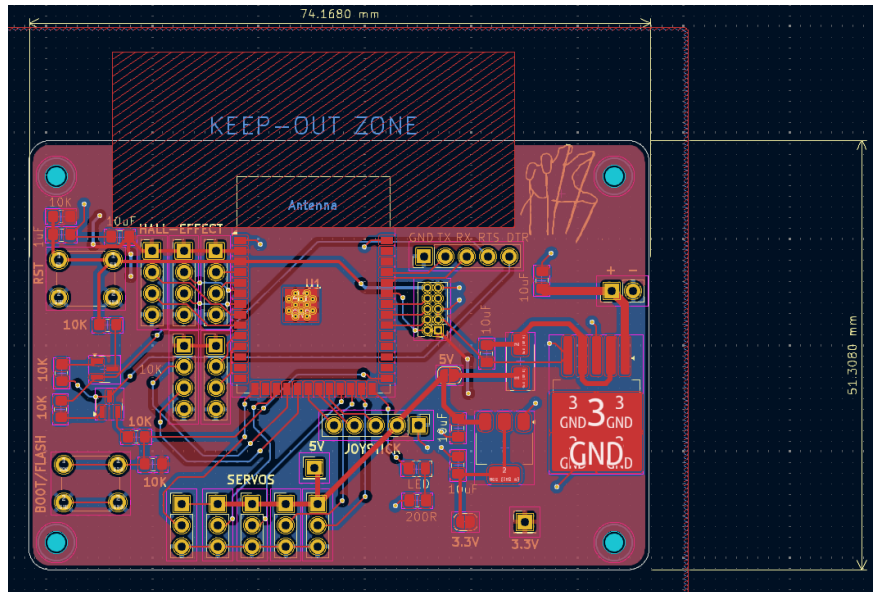 74.1680 mm
KEEP-OUT ZONE
Antenna
10K
10uF
HALL-EFFECT
1uF
GND TX RX RTS DTR
RST
U1
10uF
+ -
10K
10uF
51.3080 mm
5V
10K
10K
10K
3 3 3
GND GND
GND
10K
10uF
JOYSTICK
5V
BOOT/FLASH
10K
SERVOS
LED
10uF
2
200R
3.3V
3.3V